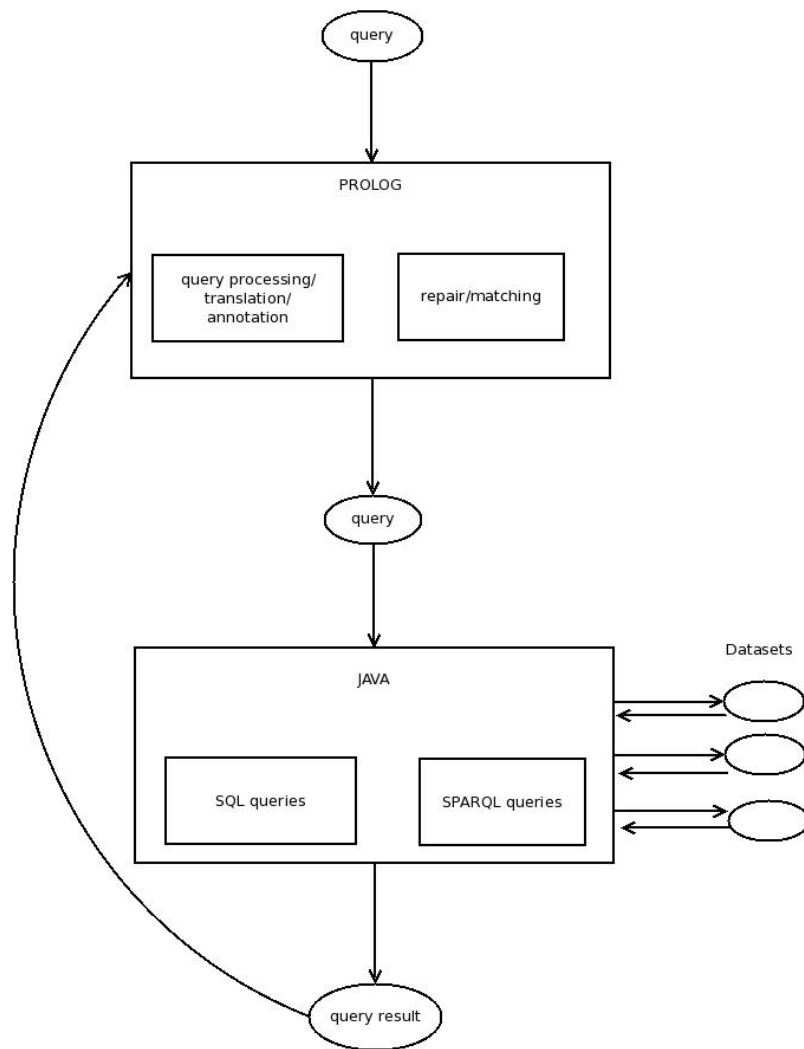 query
PROLOG
query processing/
translation/
annotation
repair/matching
query
Datasets
JAVA
SQL queries
SPARQL queries
query result